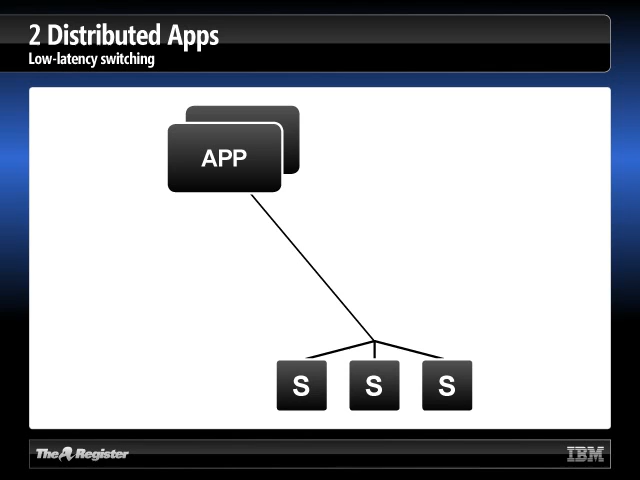 2 Distributed Apps
Low-latency switching
APP
S S S
The Register
IBM